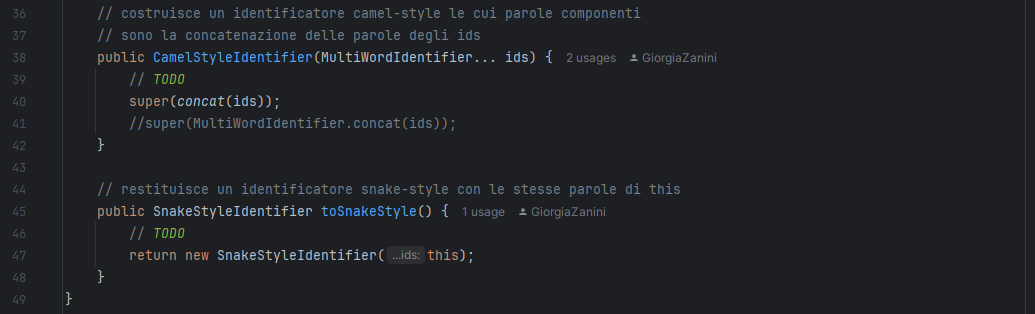 36 // costruisce un identificatore camel-style le cui parole componenti
37 // sono la concatenazione delle parole degli ids
38 public CamelStyleIdentifier(MultiWordIdentifier... ids) { 2 usages GiorgiaZanini
39 // TODO
40 super(concat(ids));
41 //super(MultiWordIdentifier.concat(ids));
42 }
43
44 // restituisce un identificatore snake-style con le stesse parole di this
45 public SnakeStyleIdentifier toSnakeStyle() { 1 usage GiorgiaZanini
46 // TODO
47 return new SnakeStyleIdentifier( ...ids: this);
48 }
49 }